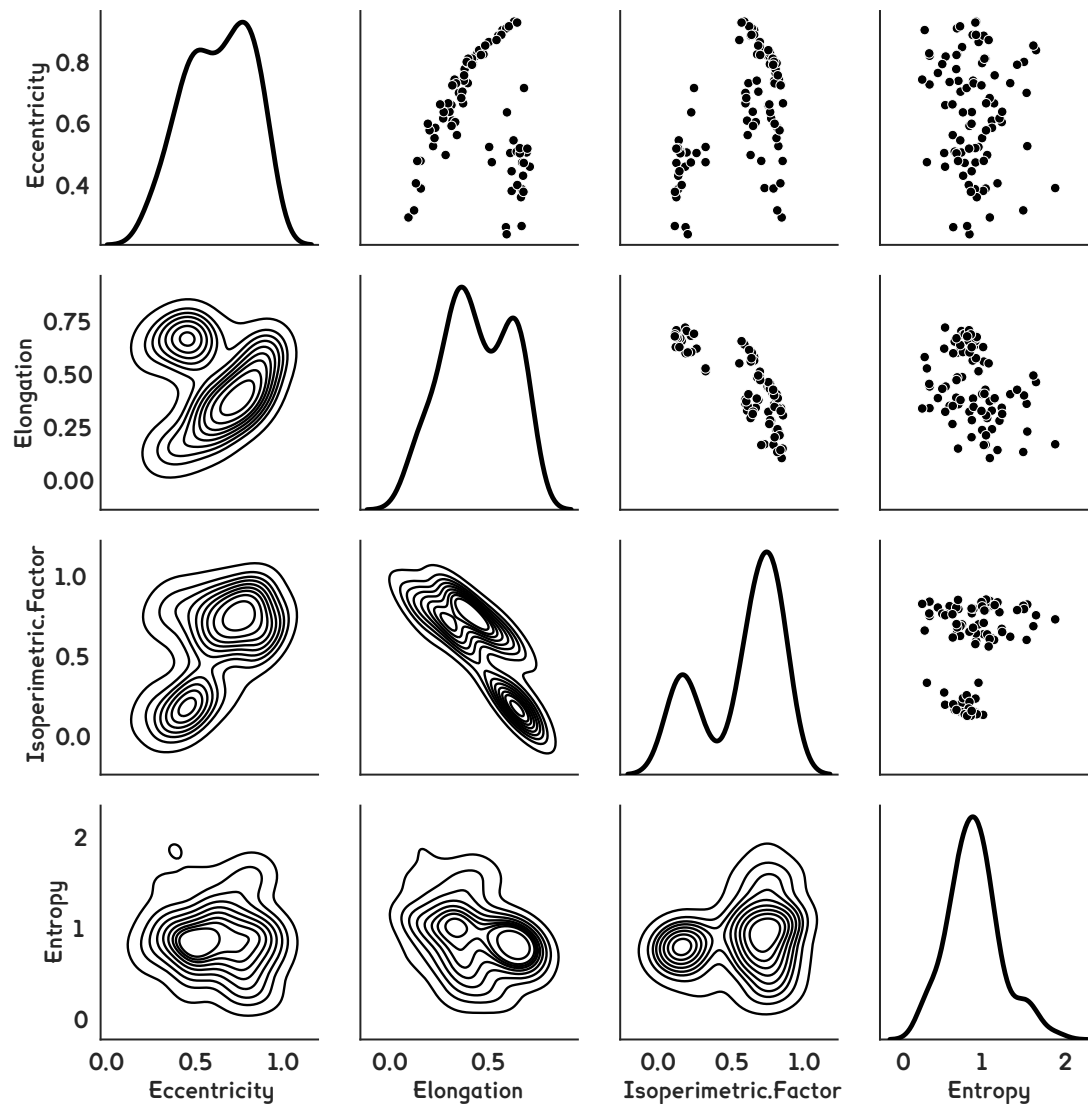 Eccentricity
0.8
0.6
0.4
Elongation
0.75
0.50
0.25
0.00
Isoperimetric.Factor
1.0
0.5
0.0
Entropy
2
1
0
0.0 0.5 1.0
0.0 0.5
0.0 0.5 1.0
0 1 2
Eccentricity
Elongation
Isoperimetric.Factor
Entropy